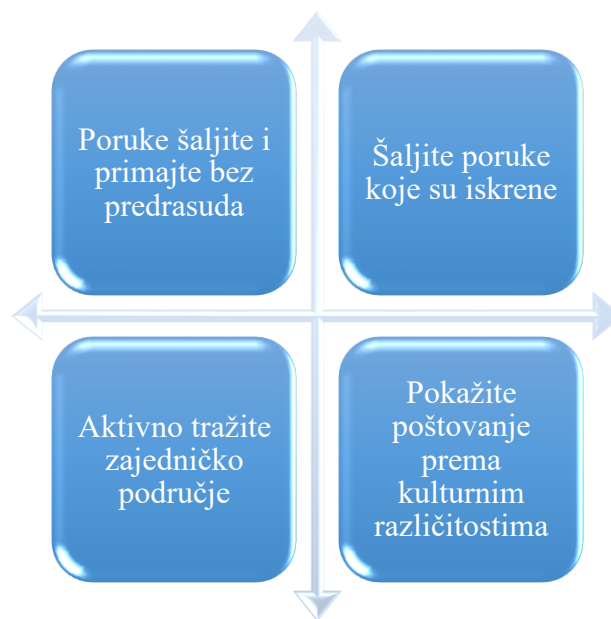 Poruke šaljite i
primajte bez
predrasuda
Šaljite poruke
koje su iskrene
Aktivno tražite
zajedničko
područje
Pokažite
poštovanje
prema
kulturnim
različitostima